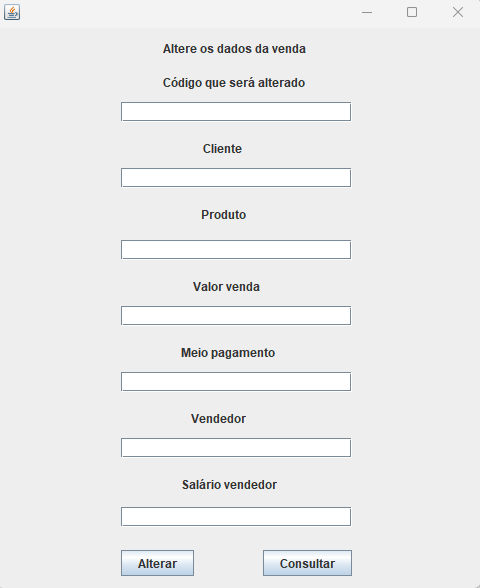 Altere os dados da venda
Código que será alterado
Cliente
Produto
Valor venda
Meio pagamento
Vendedor
Salário vendedor
Alterar
Consultar